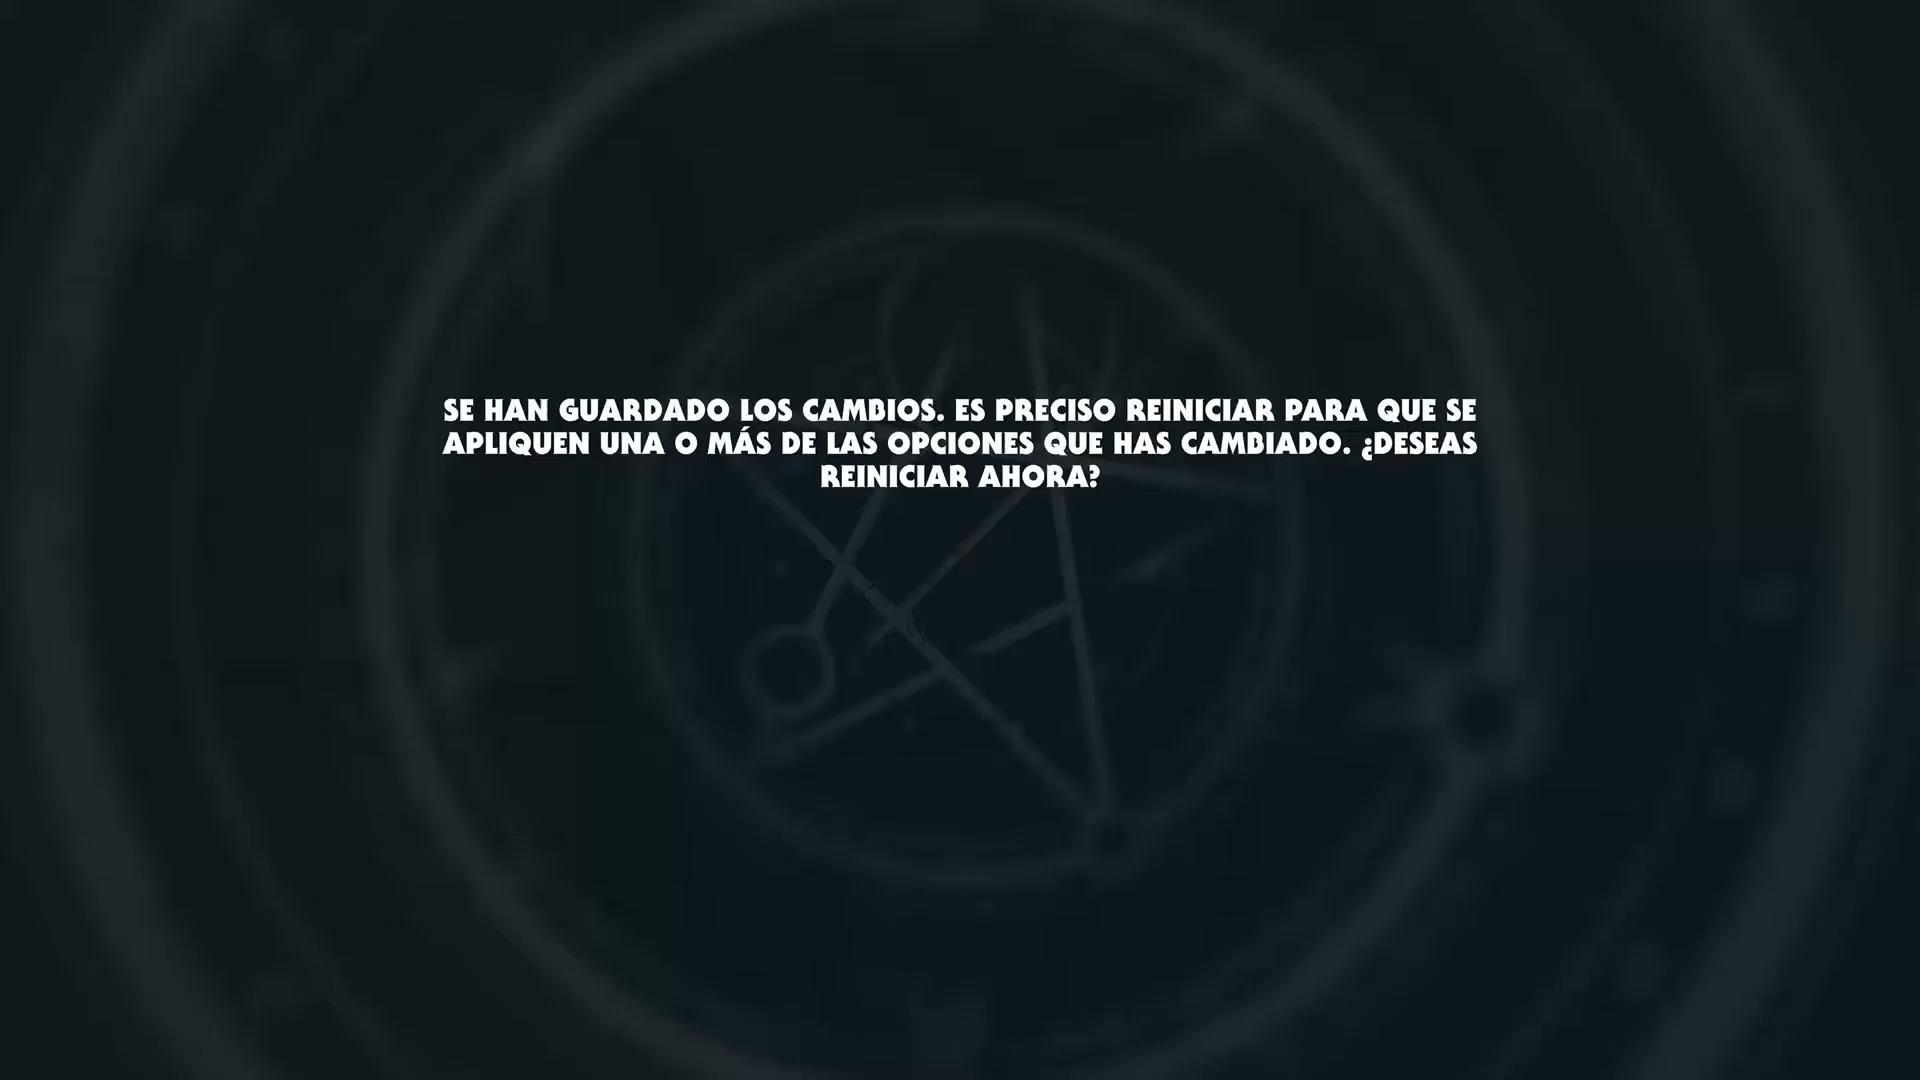 SE HAN GUARDADO LOS CAMBIOS. ES PRECISO REINICIAR PARA QUE SE
APLIQUEN UNA O MÁS DE LAS OPCIONES QUE HAS CAMBIADO. ¿DESEAS
REINICIAR AHORA?